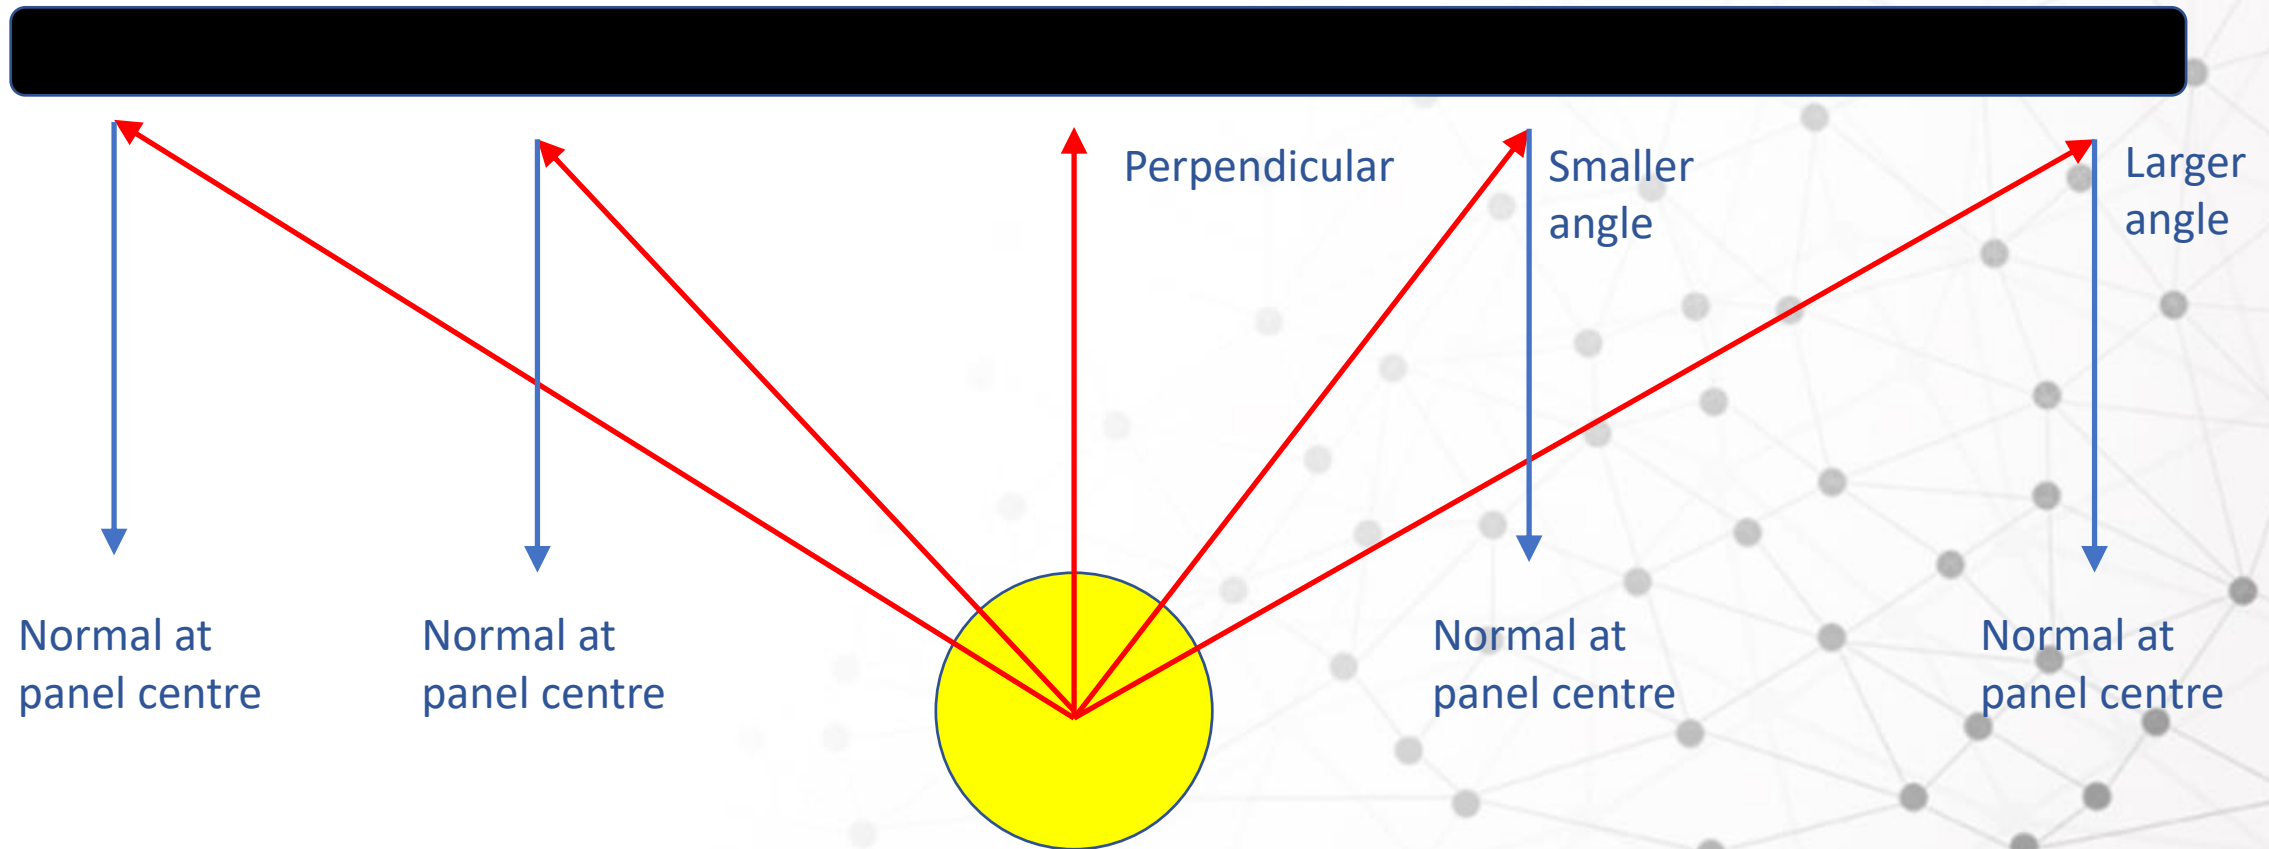 Perpendicular
Smaller
angle
Larger
angle
Normal at
panel centre
Normal at
panel centre
Normal at
panel centre
Normal at
panel centre